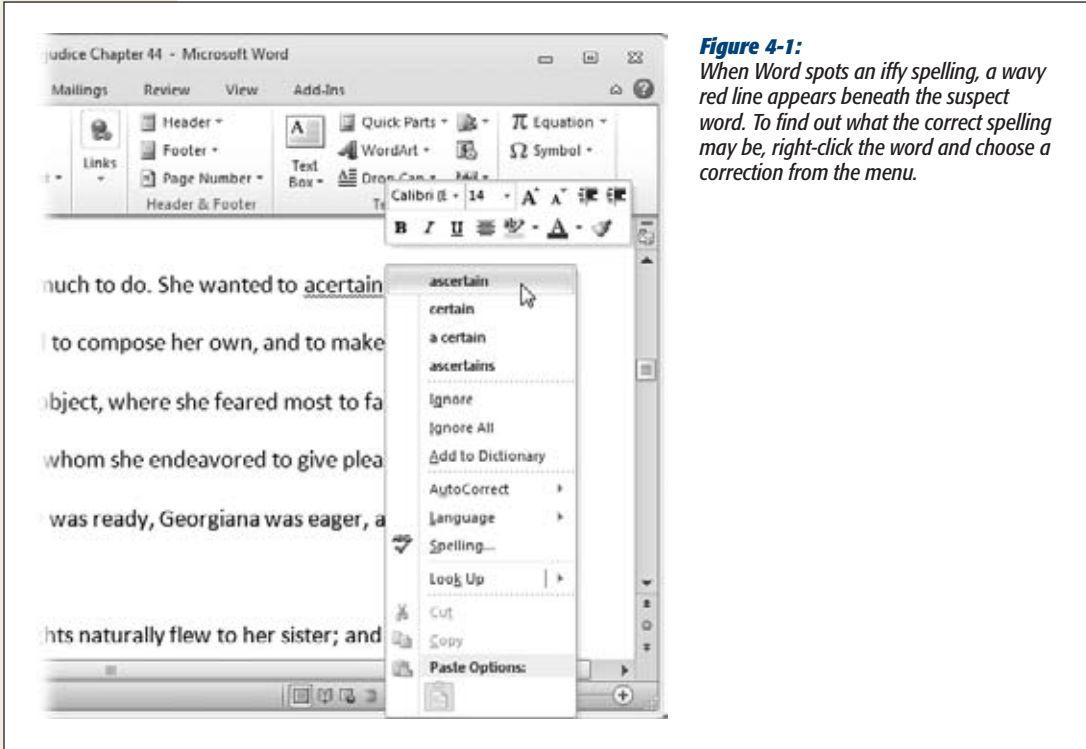 udice Chapter 44 - Microsoft Word
Mailings Review View Add-Ins
Header
Quick Parts
Equation
Links
Footer
Text Box
WordArt
Symbol
Page Number
Drop Cap
Header & Footer
Calibri (E 14 A A
B I U A
much to do. She wanted to acertain
to compose her own, and to make
object, where she feared most to fa
whom she endeavored to give plea
was ready, Georgiana was eager, a
hts naturally flew to her sister; and
ascertain
certain
a certain
ascertains
Ignore
Ignore All
Add to Dictionary
AutoCorrect
Language
Spelling...
Look Up
Cut
Copy
Paste Options:
Figure 4-1:
When Word spots an iffy spelling, a wavy
red line appears beneath the suspect
word. To find out what the correct spelling
may be, right-click the word and choose a
correction from the menu.